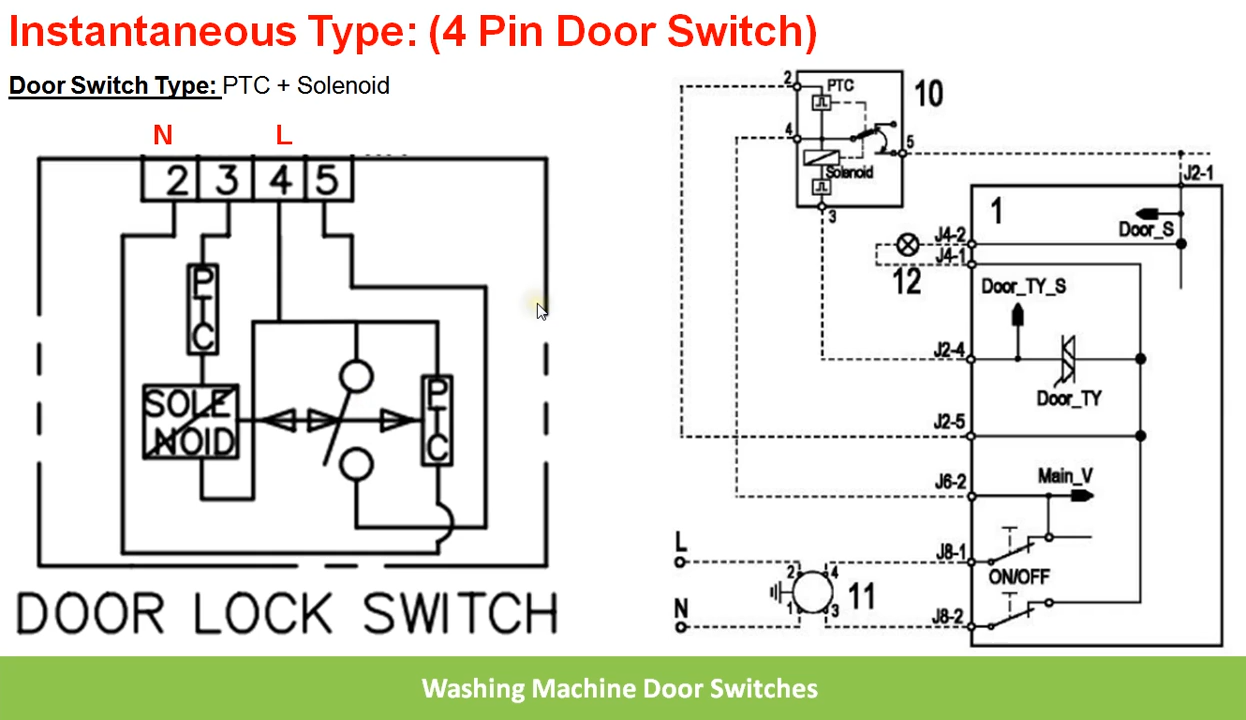 Instantaneous Type: (4 Pin Door Switch)
Door Switch Type: PTC + Solenoid
N L
2 3 4 5
PTC
SOLE
NOID
PTC
DOOR LOCK SWITCH
2
PTC
10
4
5
Solenoid
3
J2-1
1
Door_S
J4-2
J4-1
12
Door_TY_S
J2-4
Door_TY
J2-5
J6-2
Main_V
L
J8-1
2 4
11
ON/OFF
N
1 3
J8-2
Washing Machine Door Switches